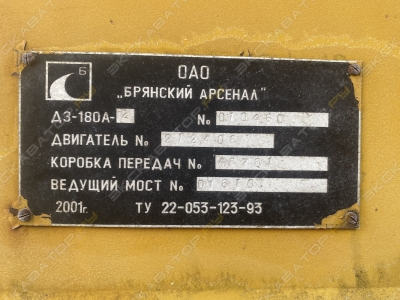 Б
ОАО
„БРЯНСКИЙ АРСЕНАЛ"
ДЗ-180А- №
ДВИГАТЕЛЬ №
КОРОБКА ПЕРЕДАЧ №
ВЕДУЩИЙ МОСТ №
2001г. ТУ 22-053-123-93